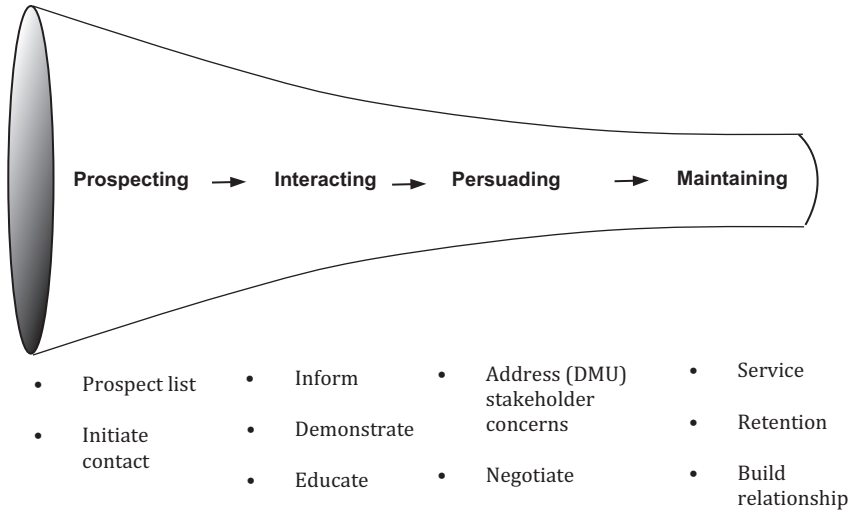 Prospecting → Interacting → Persuading → Maintaining
• Prospect list
• Initiate
contact
• Inform
• Demonstrate
• Educate
• Address (DMU)
stakeholder
concerns
• Negotiate
• Service
• Retention
• Build
relationship